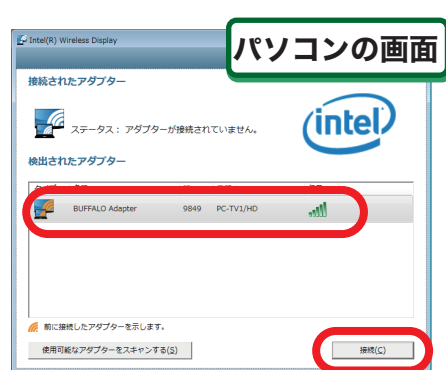 Intel(R) Wireless Display
パソコンの画面
接続されたアダプター
ステータス： アダプターが接続されていません。
intel
検出されたアダプター
BUFFALO Adapter 9849 PC-TV1/HD
前に接続したアダプターを示します。
使用可能なアダプターをスキャンする(S)
接続(C)